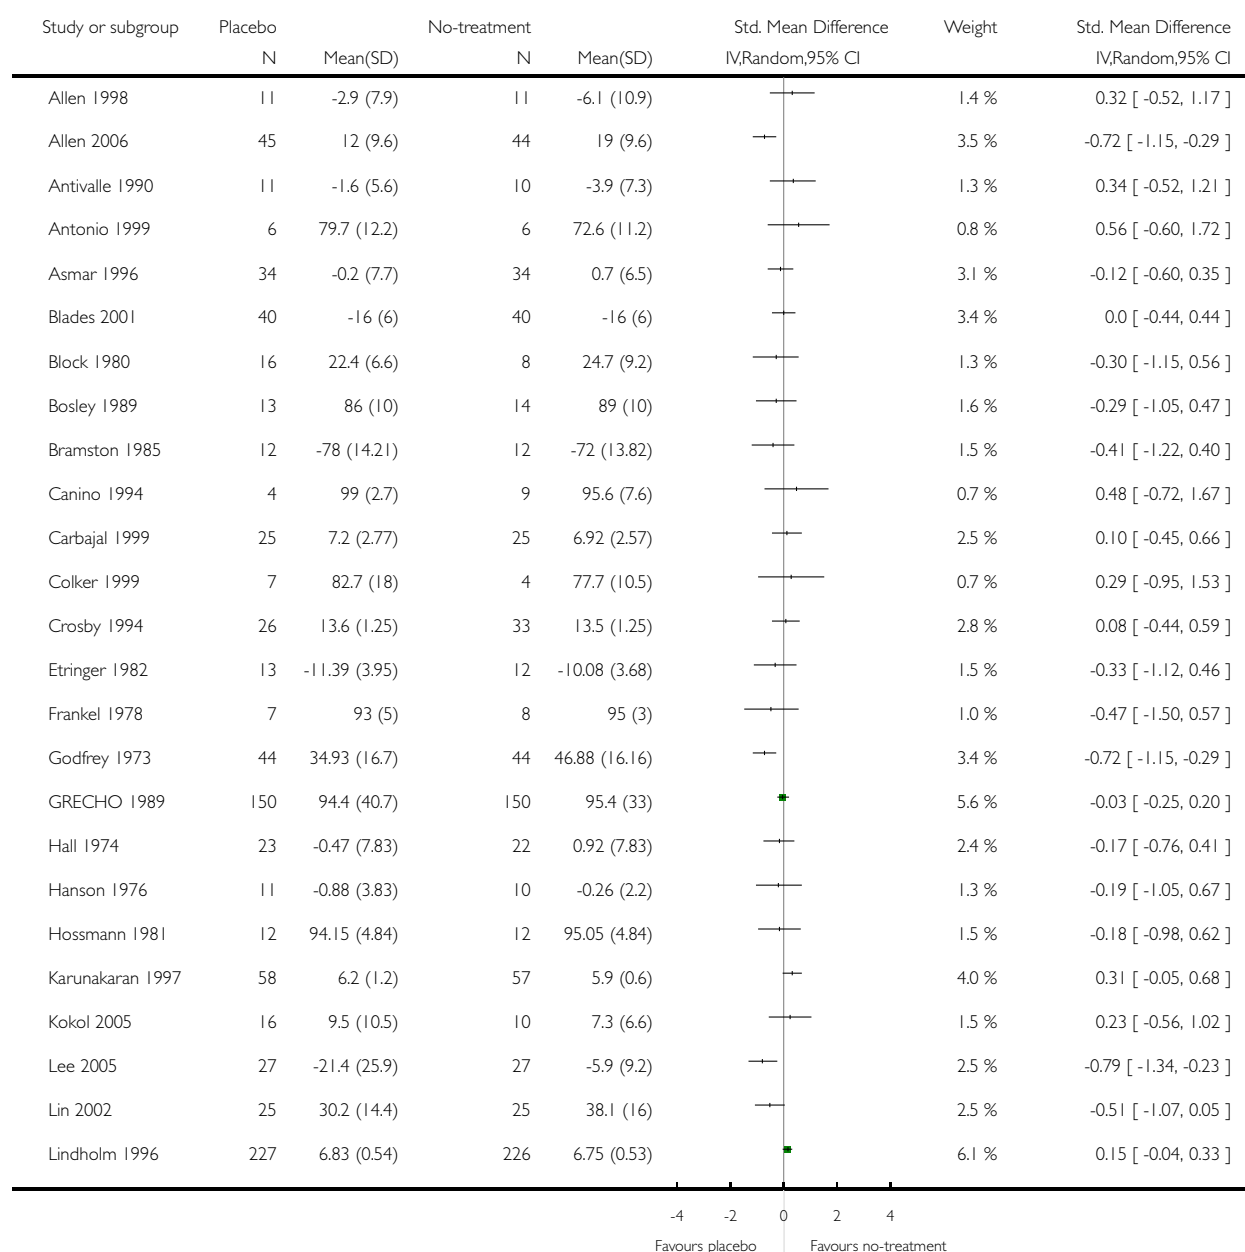 Study or subgroup Placebo No-treatment Std. Mean Difference Weight Std. Mean Difference
N Mean(SD) N Mean(SD) IV,Random,95% CI IV,Random,95% CI
Allen 1998 11 -2.9 (7.9) 11 -6.1 (10.9) 1.4 % 0.32 [ -0.52, 1.17 ]
Allen 2006 45 12 (9.6) 44 19 (9.6) 3.5 % -0.72 [ -1.15, -0.29 ]
Antivalle 1990 11 -1.6 (5.6) 10 -3.9 (7.3) 1.3 % 0.34 [ -0.52, 1.21 ]
Antonio 1999 6 79.7 (12.2) 6 72.6 (11.2) 0.8 % 0.56 [ -0.60, 1.72 ]
Asmar 1996 34 -0.2 (7.7) 34 0.7 (6.5) 3.1 % -0.12 [ -0.60, 0.35 ]
Blades 2001 40 -16 (6) 40 -16 (6) 3.4 % 0.0 [ -0.44, 0.44 ]
Block 1980 16 22.4 (6.6) 8 24.7 (9.2) 1.3 % -0.30 [ -1.15, 0.56 ]
Bosley 1989 13 86 (10) 14 89 (10) 1.6 % -0.29 [ -1.05, 0.47 ]
Bramston 1985 12 -78 (14.21) 12 -72 (13.82) 1.5 % -0.41 [ -1.22, 0.40 ]
Canino 1994 4 99 (2.7) 9 95.6 (7.6) 0.7 % 0.48 [ -0.72, 1.67 ]
Carbajal 1999 25 7.2 (2.77) 25 6.92 (2.57) 2.5 % 0.10 [ -0.45, 0.66 ]
Colker 1999 7 82.7 (18) 4 77.7 (10.5) 0.7 % 0.29 [ -0.95, 1.53 ]
Crosby 1994 26 13.6 (1.25) 33 13.5 (1.25) 2.8 % 0.08 [ -0.44, 0.59 ]
Etringer 1982 13 -11.39 (3.95) 12 -10.08 (3.68) 1.5 % -0.33 [ -1.12, 0.46 ]
Frankel 1978 7 93 (5) 8 95 (3) 1.0 % -0.47 [ -1.50, 0.57 ]
Godfrey 1973 44 34.93 (16.7) 44 46.88 (16.16) 3.4 % -0.72 [ -1.15, -0.29 ]
GRECHO 1989 150 94.4 (40.7) 150 95.4 (33) 5.6 % -0.03 [ -0.25, 0.20 ]
Hall 1974 23 -0.47 (7.83) 22 0.92 (7.83) 2.4 % -0.17 [ -0.76, 0.41 ]
Hanson 1976 11 -0.88 (3.83) 10 -0.26 (2.2) 1.3 % -0.19 [ -1.05, 0.67 ]
Hossmann 1981 12 94.15 (4.84) 12 95.05 (4.84) 1.5 % -0.18 [ -0.98, 0.62 ]
Karunakaran 1997 58 6.2 (1.2) 57 5.9 (0.6) 4.0 % 0.31 [ -0.05, 0.68 ]
Kokol 2005 16 9.5 (10.5) 10 7.3 (6.6) 1.5 % 0.23 [ -0.56, 1.02 ]
Lee 2005 27 -21.4 (25.9) 27 -5.9 (9.2) 2.5 % -0.79 [ -1.34, -0.23 ]
Lin 2002 25 30.2 (14.4) 25 38.1 (16) 2.5 % -0.51 [ -1.07, 0.05 ]
Lindholm 1996 227 6.83 (0.54) 226 6.75 (0.53) 6.1 % 0.15 [ -0.04, 0.33 ]
-4 -2 0 2 4
Favours placebo Favours no-treatment